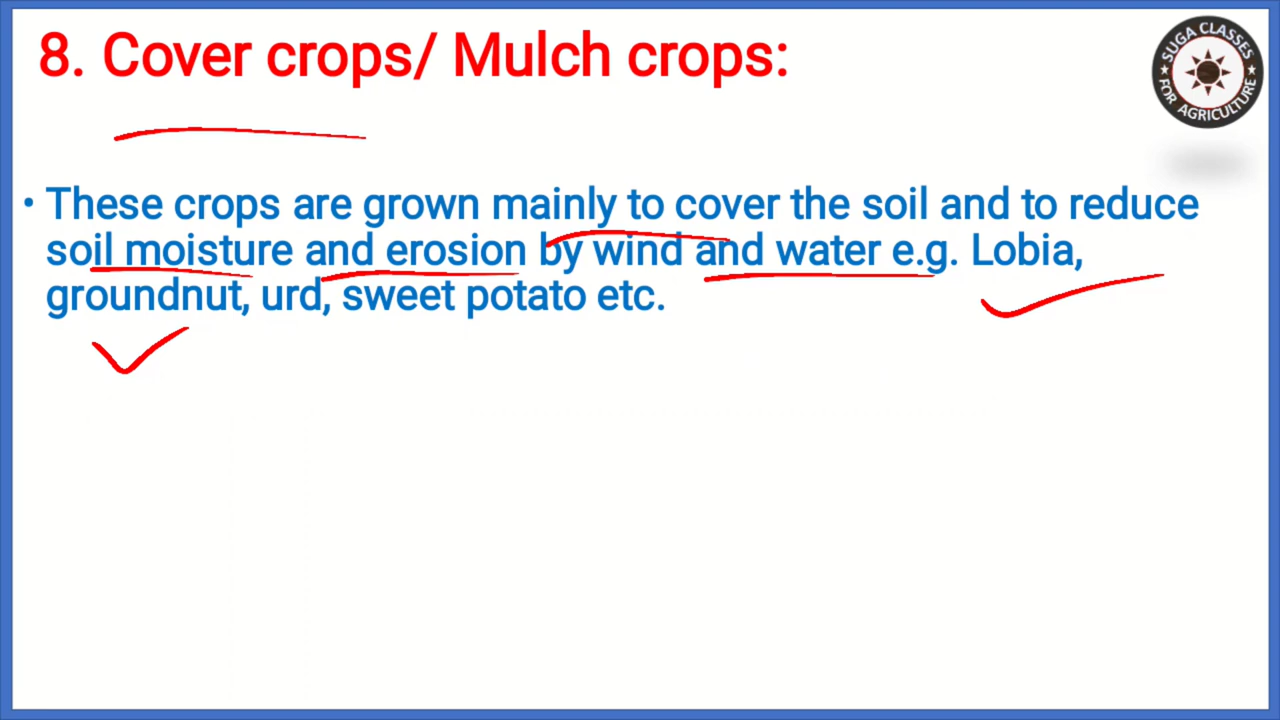 8. Cover crops/ Mulch crops:
SUGA CLASSES
FOR AGRICULTURE
• These crops are grown mainly to cover the soil and to reduce
soil moisture and erosion by wind and water e.g. Lobia,
groundnut, urd, sweet potato etc.